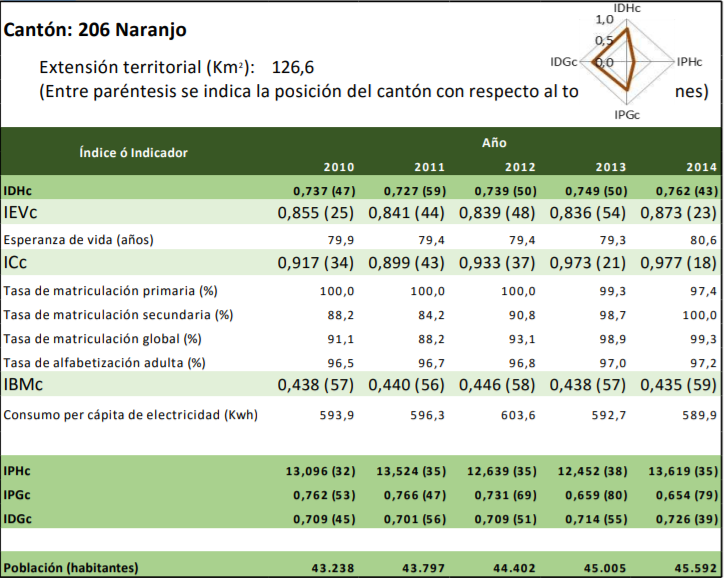 Cantón: 206 Naranjo
IDHc
1,0
0,5
IDGc 0,0 IPHc
IPGc
Extensión territorial (Km²): 126,6
(Entre paréntesis se indica la posición del cantón con respecto al to nes)
Índice ó Indicador Año
2010 2011 2012 2013 2014
IDHc 0,737 (47) 0,727 (59) 0,739 (50) 0,749 (50) 0,762 (43)
IEVc 0,855 (25) 0,841 (44) 0,839 (48) 0,836 (54) 0,873 (23)
Esperanza de vida (años) 79,9 79,4 79,4 79,3 80,6
ICc 0,917 (34) 0,899 (43) 0,933 (37) 0,973 (21) 0,977 (18)
Tasa de matriculación primaria (%) 100,0 100,0 100,0 99,3 97,4
Tasa de matriculación secundaria (%) 88,2 84,2 90,8 98,7 100,0
Tasa de matriculación global (%) 91,1 88,2 93,1 98,9 99,3
Tasa de alfabetización adulta (%) 96,5 96,7 96,8 97,0 97,2
IBMc 0,438 (57) 0,440 (56) 0,446 (58) 0,438 (57) 0,435 (59)
Consumo per cápita de electricidad (Kwh) 593,9 596,3 603,6 592,7 589,9
IPHc 13,096 (32) 13,524 (35) 12,639 (35) 12,452 (38) 13,619 (35)
IPGc 0,762 (53) 0,766 (47) 0,731 (69) 0,659 (80) 0,654 (79)
IDGc 0,709 (45) 0,701 (56) 0,709 (51) 0,714 (55) 0,726 (39)
Población (habitantes) 43.238 43.797 44.402 45.005 45.592